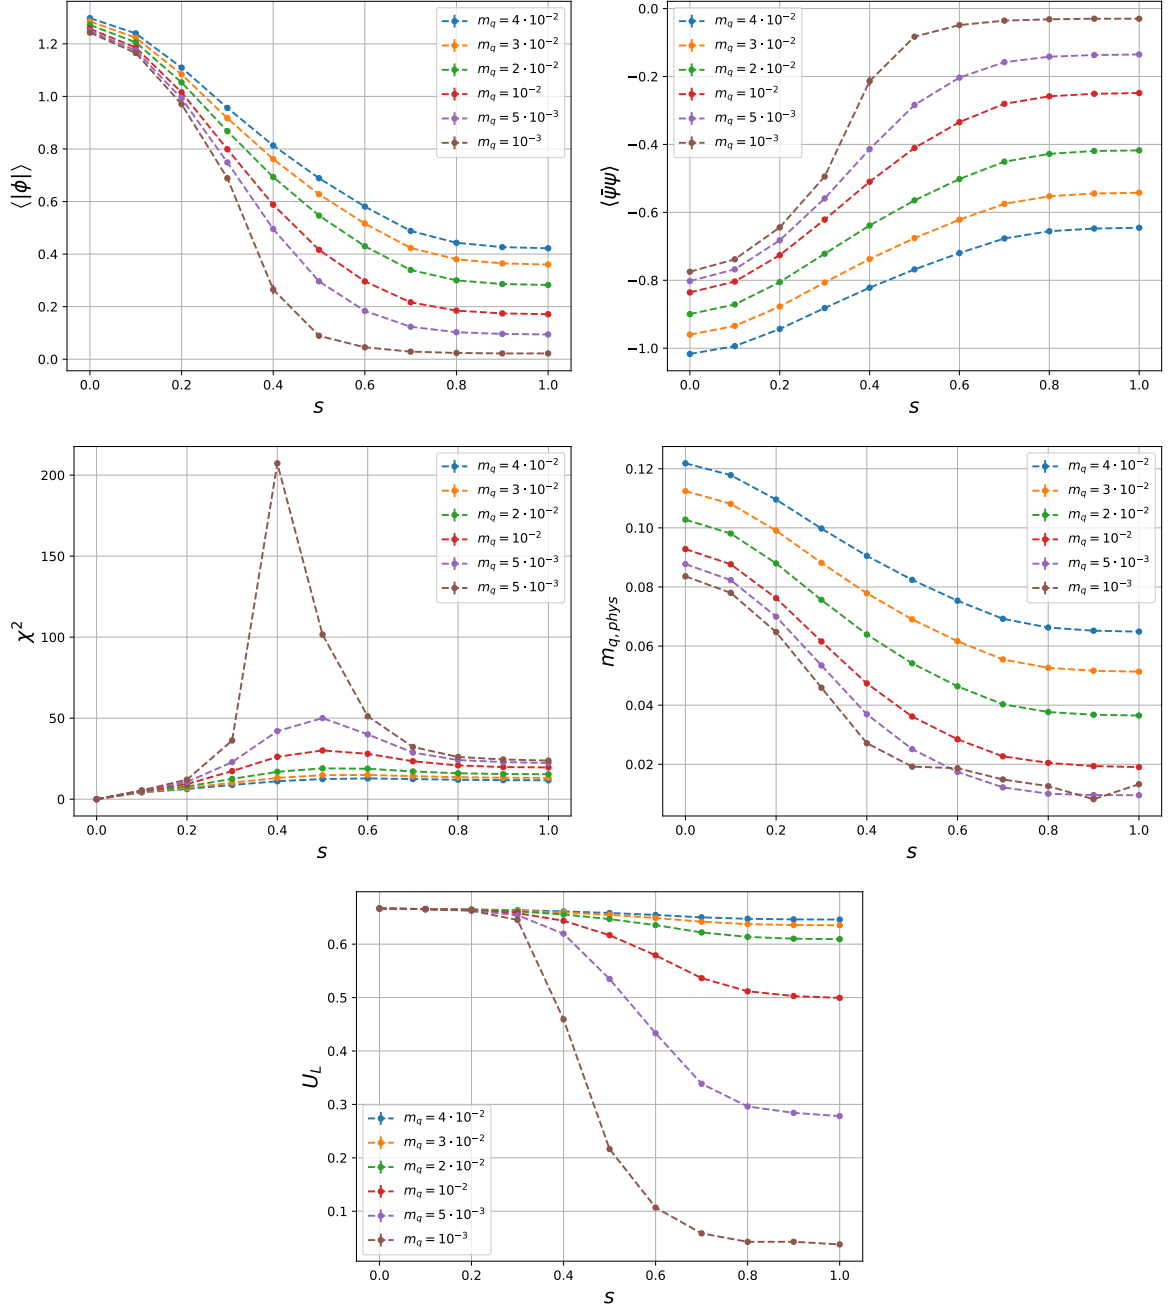 ⟨|ϕ|⟩
1.2
1.0
0.8
0.6
0.4
0.2
0.0
0.0 0.2 0.4 0.6 0.8 1.0
s
m_q = 4 · 10⁻²
m_q = 3 · 10⁻²
m_q = 2 · 10⁻²
m_q = 10⁻²
m_q = 5 · 10⁻³
m_q = 10⁻³
⟨ψ̄ψ⟩
0.0
−0.2
−0.4
−0.6
−0.8
−1.0
0.0 0.2 0.4 0.6 0.8 1.0
s
m_q = 4 · 10⁻²
m_q = 3 · 10⁻²
m_q = 2 · 10⁻²
m_q = 10⁻²
m_q = 5 · 10⁻³
m_q = 10⁻³
χ²
200
150
100
50
0
0.0 0.2 0.4 0.6 0.8 1.0
s
m_q = 4 · 10⁻²
m_q = 3 · 10⁻²
m_q = 2 · 10⁻²
m_q = 10⁻²
m_q = 5 · 10⁻³
m_q = 5 · 10⁻³
m_{q, phys}
0.12
0.10
0.08
0.06
0.04
0.02
0.0 0.2 0.4 0.6 0.8 1.0
s
m_q = 4 · 10⁻²
m_q = 3 · 10⁻²
m_q = 2 · 10⁻²
m_q = 10⁻²
m_q = 5 · 10⁻³
m_q = 10⁻³
U_L
0.6
0.5
0.4
0.3
0.2
0.1
0.0 0.2 0.4 0.6 0.8 1.0
s
m_q = 4 · 10⁻²
m_q = 3 · 10⁻²
m_q = 2 · 10⁻²
m_q = 10⁻²
m_q = 5 · 10⁻³
m_q = 10⁻³